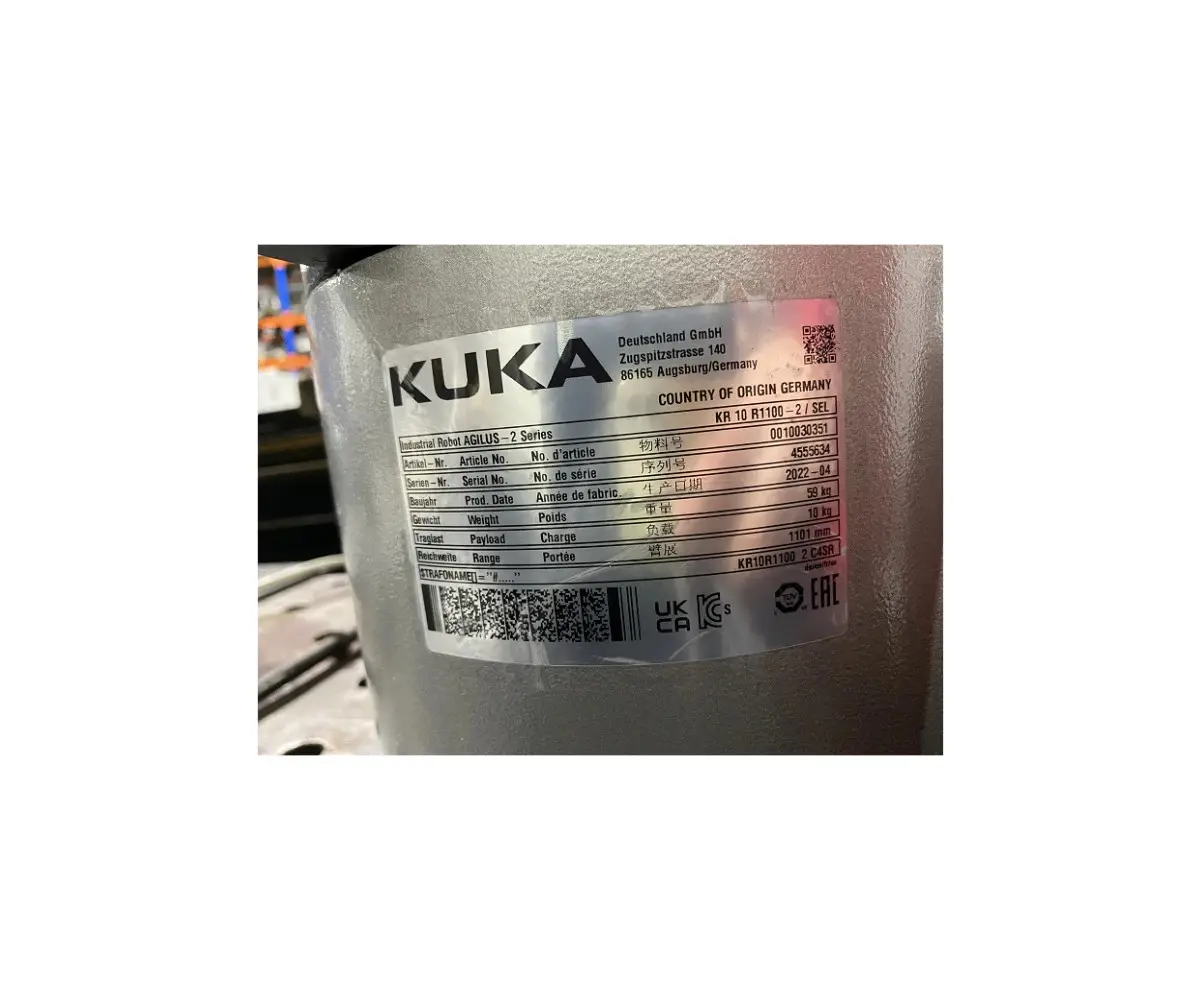 KUKA
Deutschland GmbH
Zugspitzstrasse 140
86165 Augsburg/Germany
COUNTRY OF ORIGIN GERMANY
Industrial Robot AGILUS-2 Series KR 10 R1100-2 / SEL
Artikel-Nr. Article No. No. d'article 物料号 0010030351
Serien-Nr. Serial No. No. de série 序列号 4555634
Baujahr Prod. Date Année de fabric. 生产日期 2022-04
Gewicht Weight Poids 重量 59 kg
Traglast Payload Charge 负载 10 kg
Reichweite Range Portée 臂展 1101 mm
$TRAFONAME[]="#....." KR10R1100_2 C4SR
UK
CA
S
TÜV
EAC